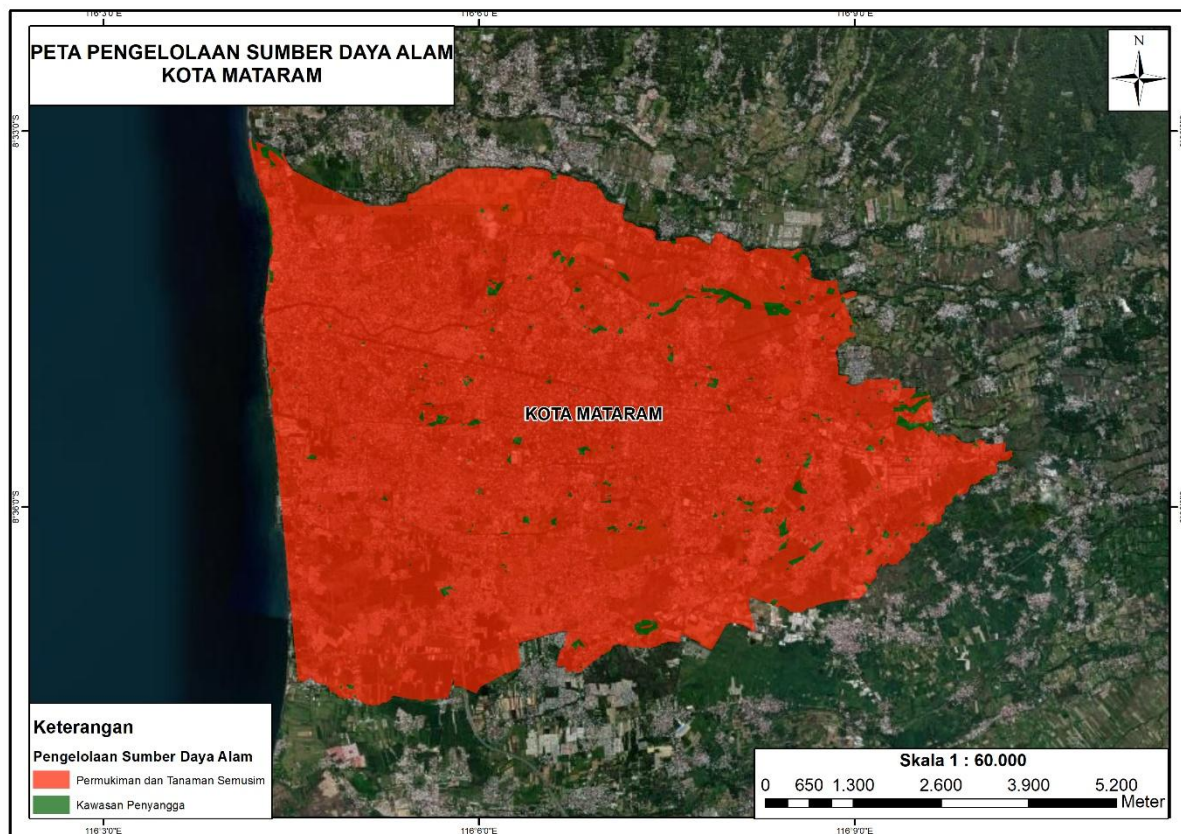 116°3'0"E
116°6'0"E
116°9'0"E
PETA PENGELOLAAN SUMBER DAYA ALAM
KOTA MATARAM
N
8°33'0"S
KOTA MATARAM
8°36'0"S
Keterangan
Pengelolaan Sumber Daya Alam
Permukiman dan Tanaman Semusim
Kawasan Penyangga
Skala 1 : 60.000
0 650 1.300 2.600 3.900 5.200
Meter
116°3'0"E
116°6'0"E
116°9'0"E